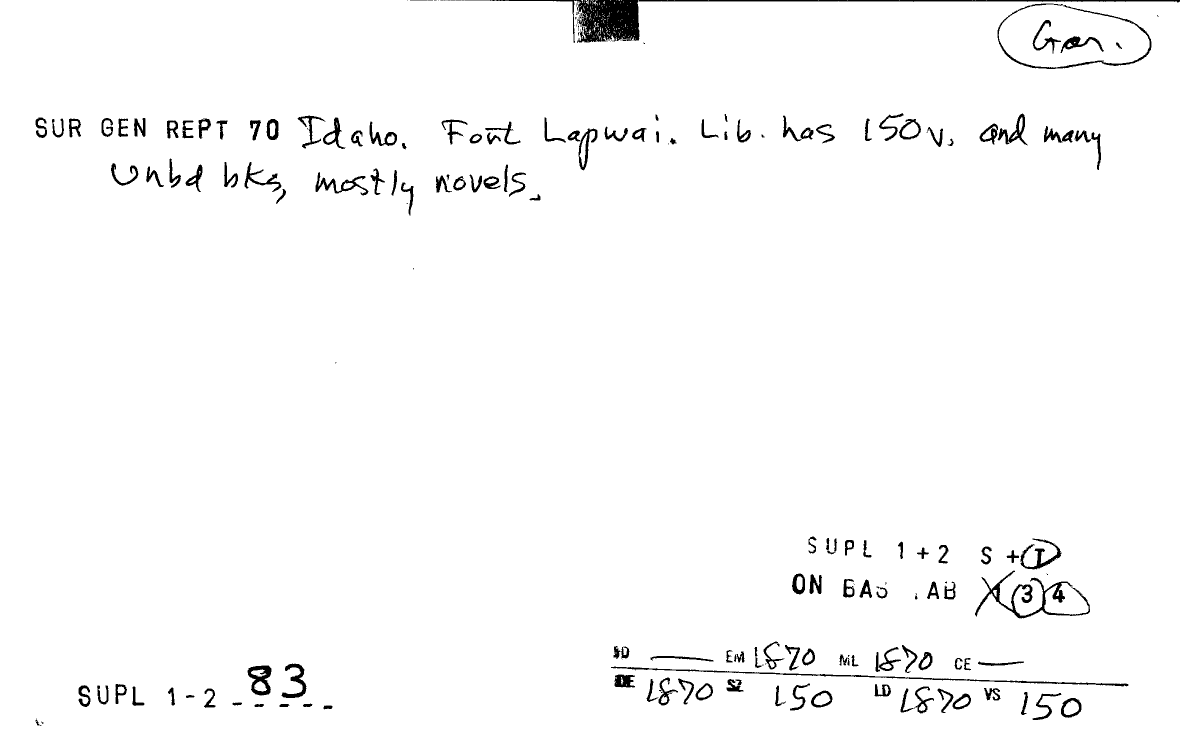 Gen.
SUR GEN REPT 70 Idaho. Fort Lapwai. Lib. has 150v. and many
unbd bks, mostly novels.
SUPL 1+2 S + I
ON BAS . AB 1 3 4
SD — EM 1870 ML 1870 CE —
DE 1870 SZ 150 LD 1870 VS 150
SUPL 1-2 83